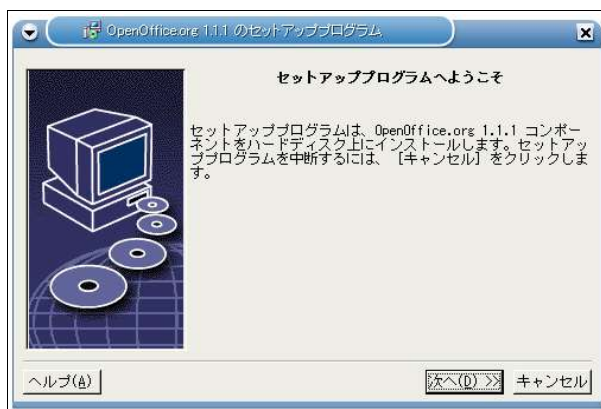 OpenOffice.org 1.1.1 のセットアッププログラム
セットアッププログラムへようこそ
セットアッププログラムは、OpenOffice.org 1.1.1 コンポー
ネントをハードディスク上にインストールします。セットアッ
ププログラムを中断するには、［キャンセル］をクリックしま
す。
ヘルプ(A)
次へ(D) >>
キャンセル